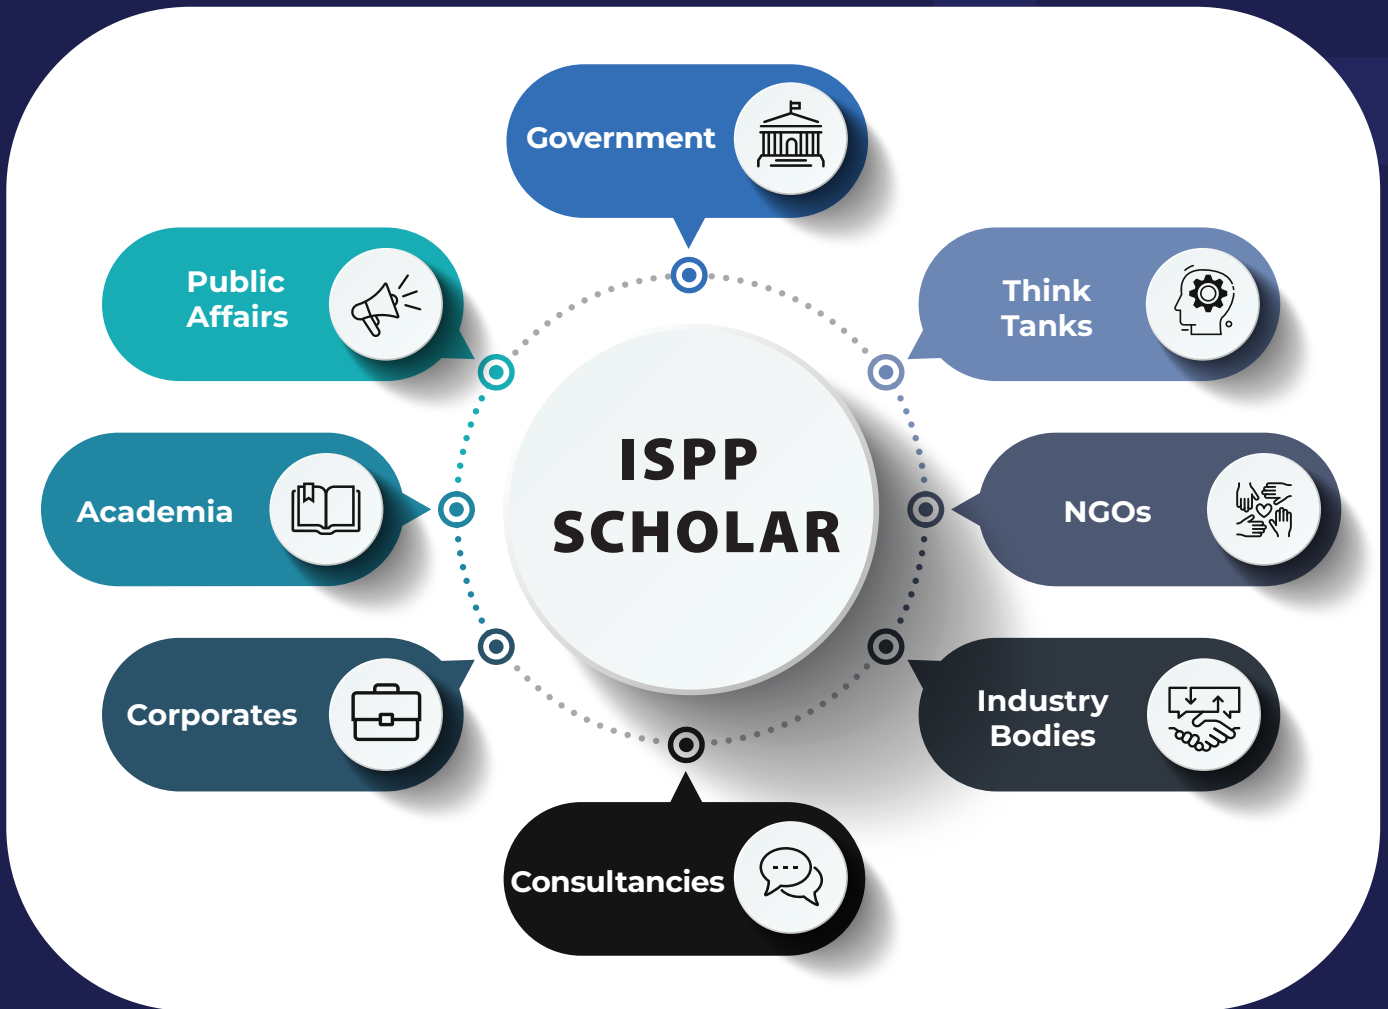 Government
Public
Affairs
Think
Tanks
ISPP
SCHOLAR
Academia
NGOs
Corporates
Industry
Bodies
Consultancies